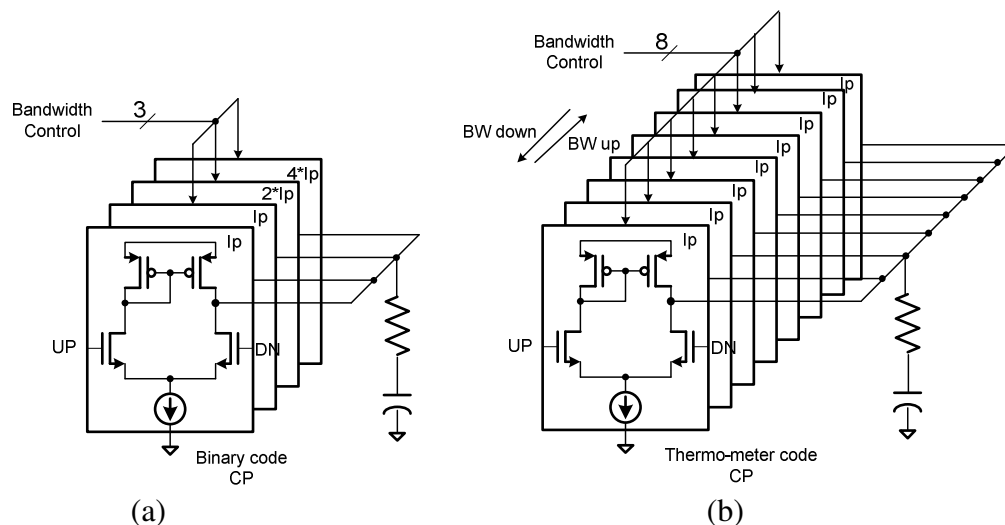 Bandwidth
Control
3
4*Ip
2*Ip
Ip
Ip
UP
DN
Binary code
CP
(a)
Bandwidth
Control
8
BW down
BW up
Ip
Ip
Ip
Ip
Ip
Ip
Ip
Ip
UP
DN
Thermo-meter code
CP
(b)